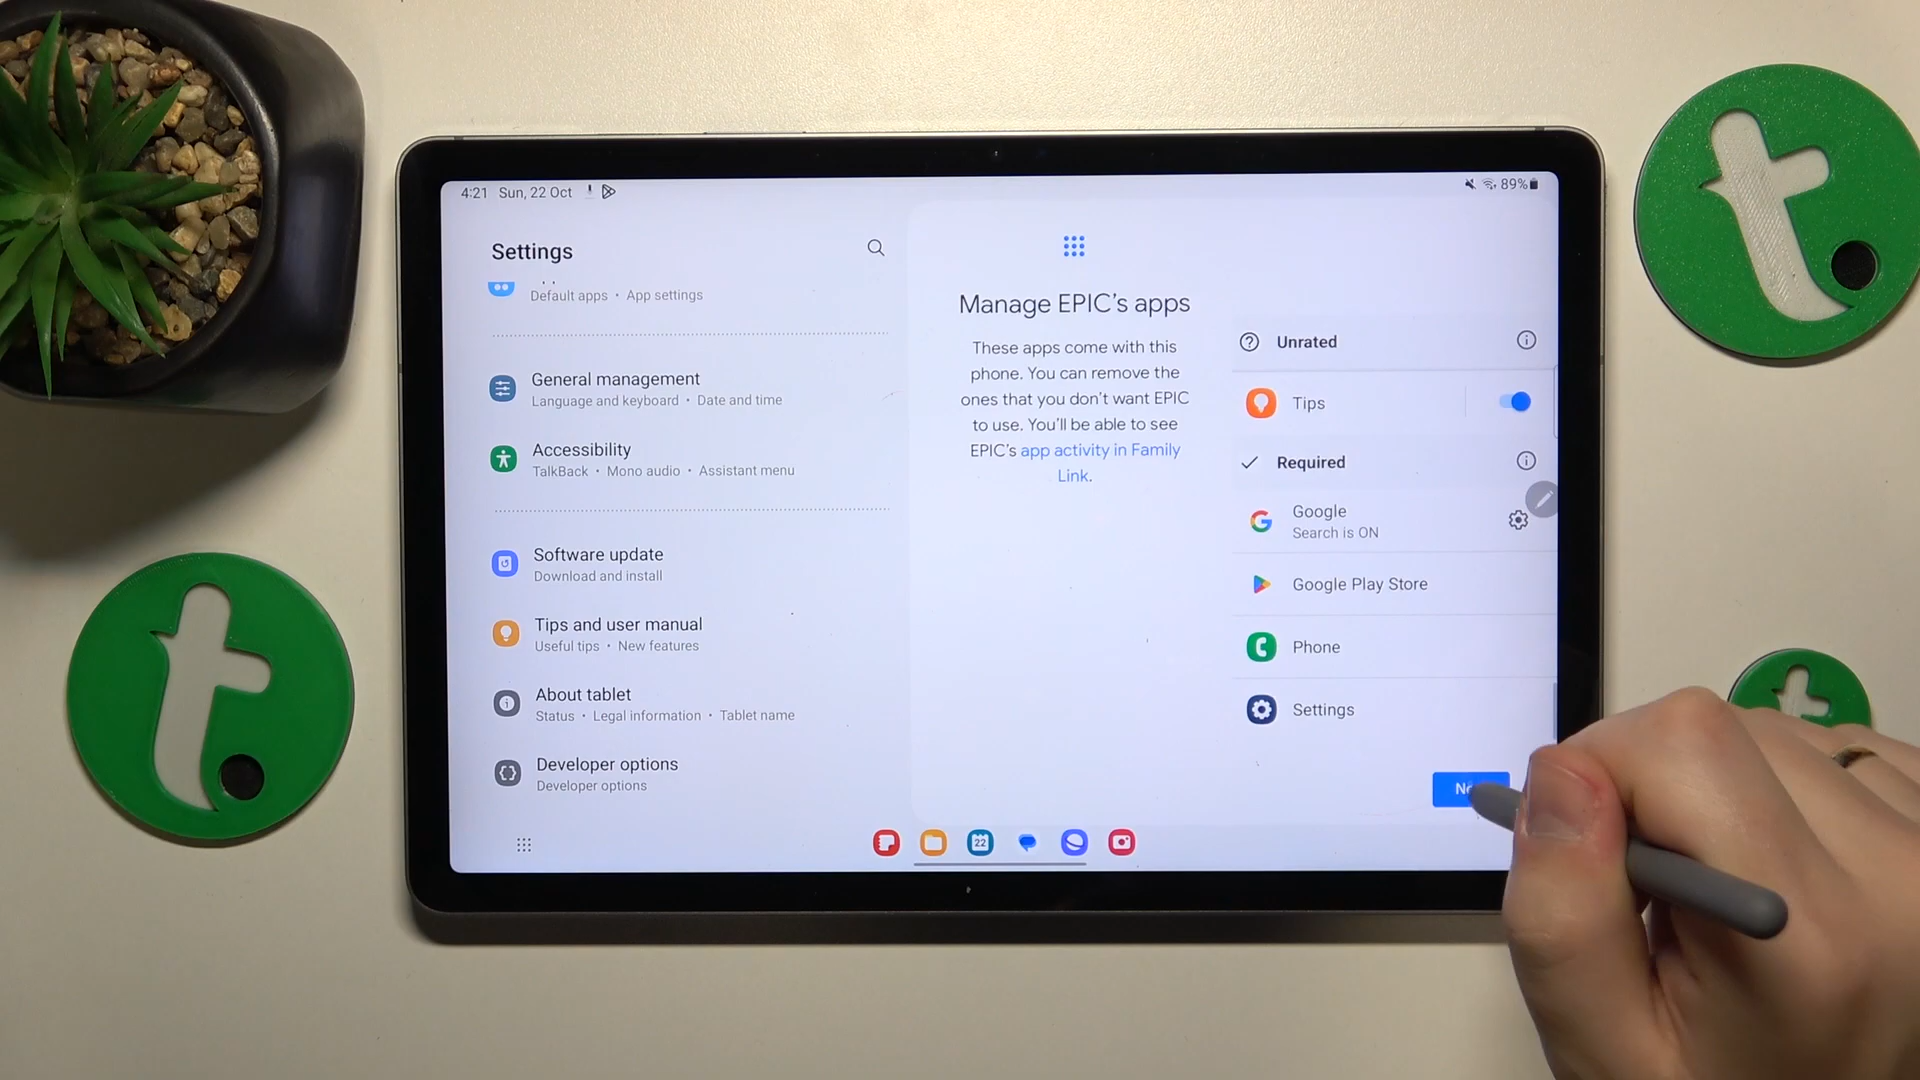 4:21 Sun, 22 Oct
89%
Settings
Default apps • App settings
General management
Language and keyboard • Date and time
Accessibility
TalkBack • Mono audio • Assistant menu
Software update
Download and install
Tips and user manual
Useful tips • New features
About tablet
Status • Legal information • Tablet name
Developer options
Developer options
Manage EPIC's apps
These apps come with this
phone. You can remove the
ones that you don't want EPIC
to use. You'll be able to see
EPIC's app activity in Family
Link.
Unrated
Tips
Required
Google
Search is ON
Google Play Store
Phone
Settings
22